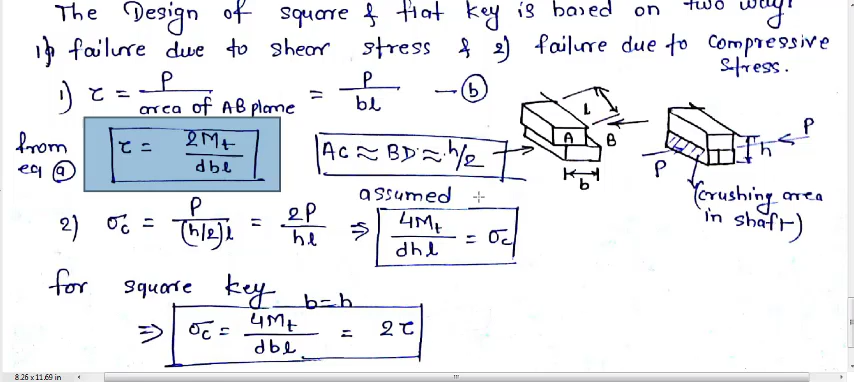 The Design of square & flat key is based on two ways
1) failure due to shear stress & 2) failure due to compressive stress.
1) τ = P / area of AB plane = P / bl — (b)
from eq (a) τ = 2Mt / dbl
AC ≈ BD ≈ h/2
assumed
A B l b
P P h
(crushing area in shaft)
2) σc = P / (h/2)l = 2P / hl ⇒ 4Mt / dhl = σc
for square key b=h
⇒ σc = 4Mt / dbl = 2τ
8.26 x 11.69 in